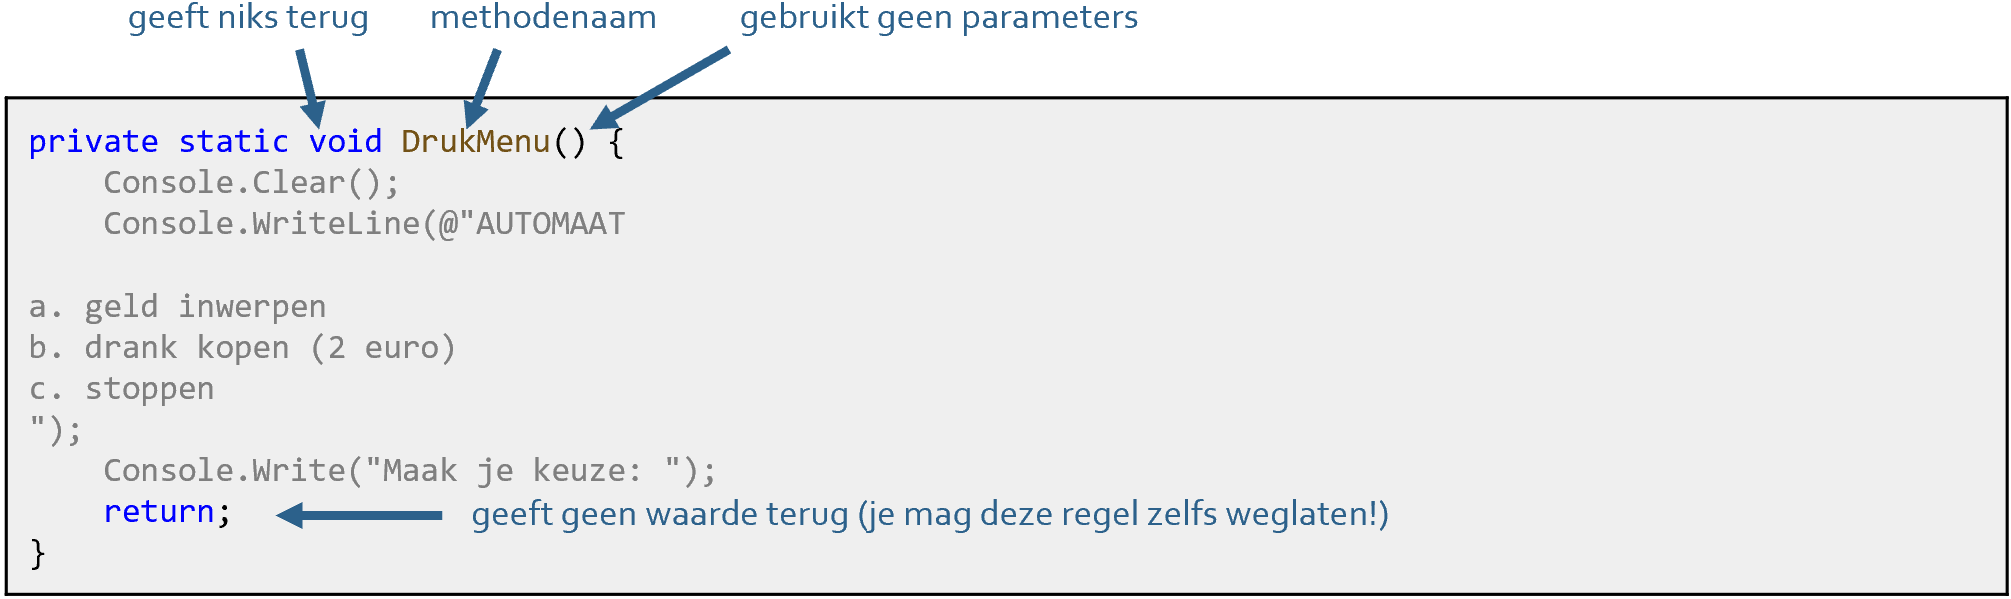 geeft niks terug methodenaam gebruikt geen parameters
private static void DrukMenu() {
    Console.Clear();
    Console.WriteLine(@"AUTOMAAT

a. geld inwerpen
b. drank kopen (2 euro)
c. stoppen
");
    Console.Write("Maak je keuze: ");
    return; geeft geen waarde terug (je mag deze regel zelfs weglaten!)
}